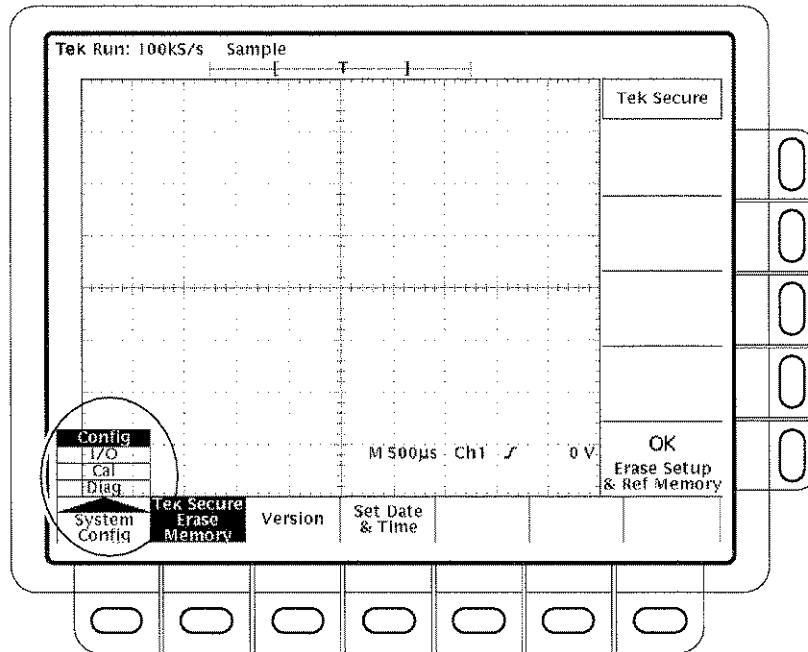 Tek Run: 100kS/s Sample
[ T ]
Tek Secure
Config
I/O
Cal
Diag
M 500µs Ch1 0 V
OK
Erase Setup
& Ref Memory
System
Config
Tek Secure
Erase
Memory
Version
Set Date
& Time